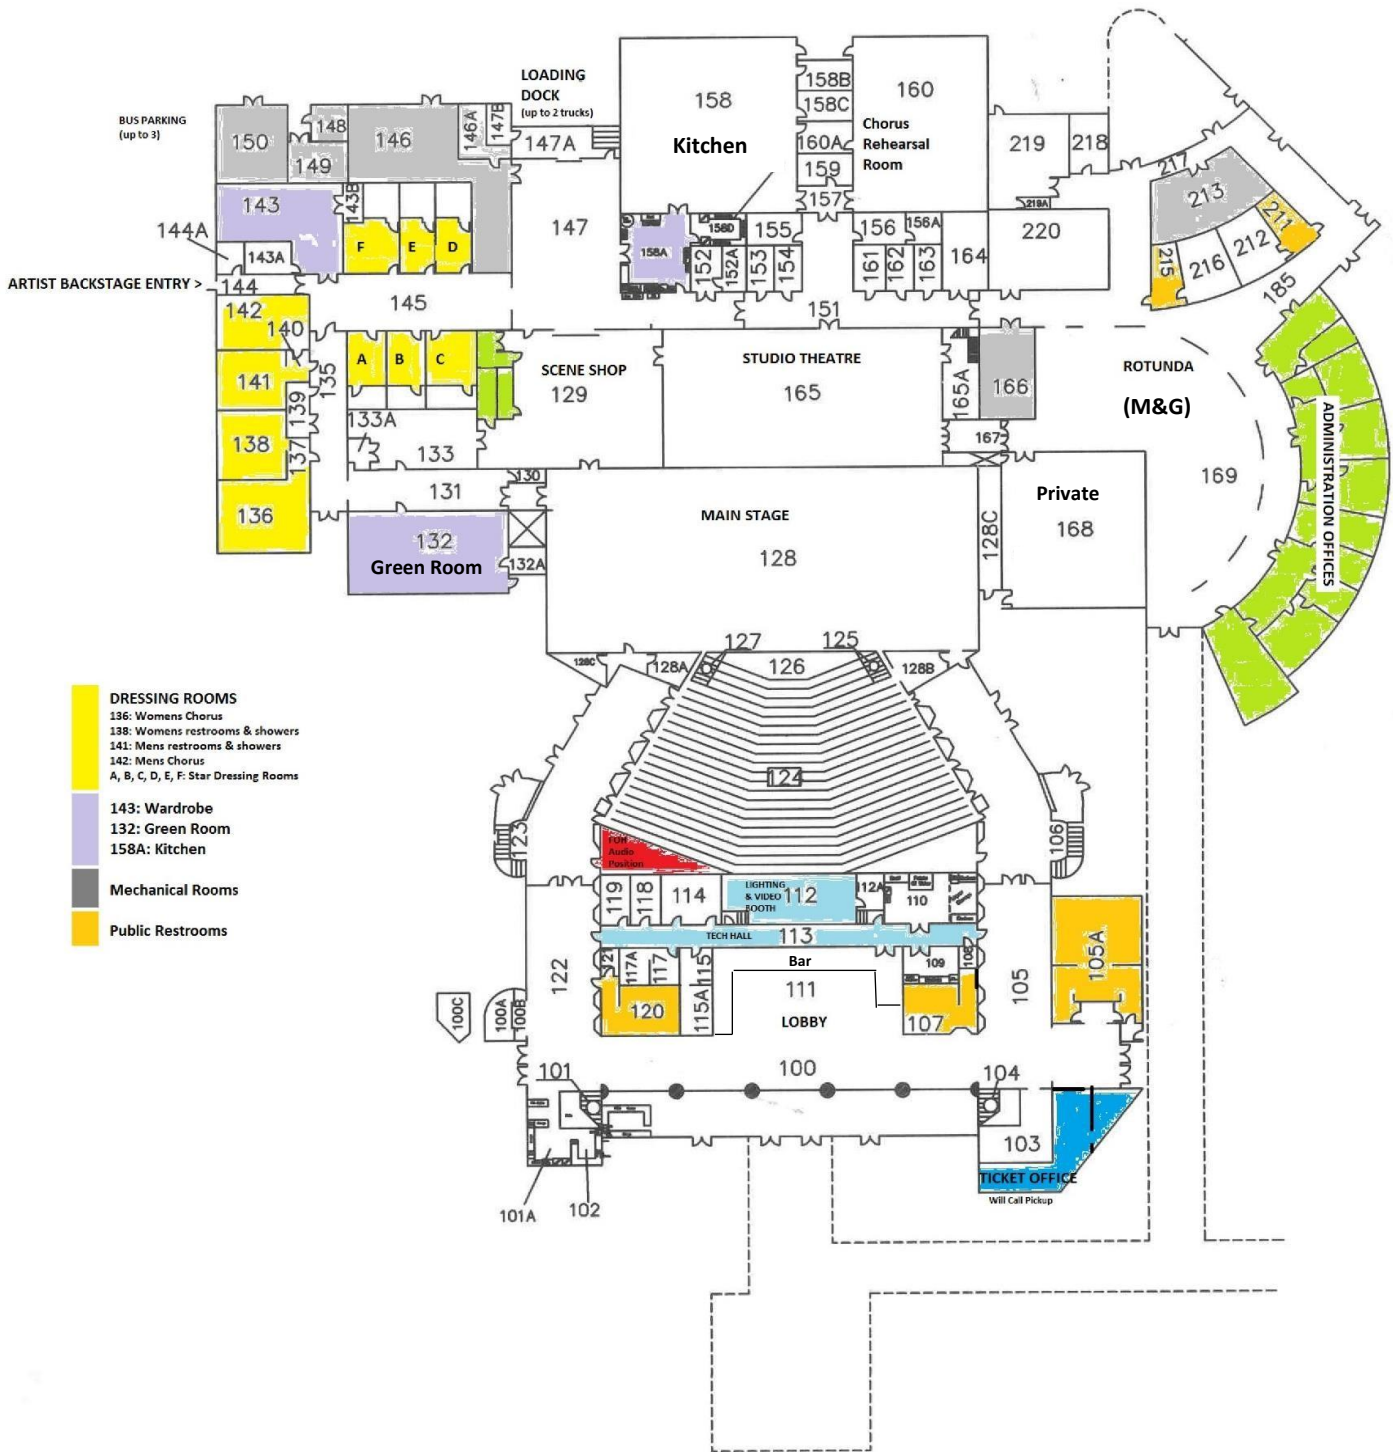 LOADING
DOCK
(up to 2 trucks)
BUS PARKING
(up to 3)
150
148
149
146
146A
147B
147A
158
Kitchen
158B
158C
160A
159
157
160
Chorus
Rehearsal
Room
219
218
219A
217
213
211
212
216
215
185
220
143
143B
144A
143A
F
E
D
147
158A
158D
155
152
152A
153
154
156
156A
161
162
163
164
ARTIST BACKSTAGE ENTRY >
144
145
151
142
140
141
139
138
137
136
135
A
B
C
133A
133
131
130
SCENE SHOP
129
STUDIO THEATRE
165
165A
166
167
ROTUNDA
(M&G)
169
ADMINISTRATION OFFICES
132
Green Room
132A
MAIN STAGE
128
128C
Private
168
127
125
126
128C
128A
128B
124
123
106
DRESSING ROOMS
136: Womens Chorus
138: Womens restrooms & showers
141: Mens restrooms & showers
142: Mens Chorus
A, B, C, D, E, F: Star Dressing Rooms
143: Wardrobe
132: Green Room
158A: Kitchen
Mechanical Rooms
Public Restrooms
FOH
Audio
Position
119
118
114
LIGHTING
& VIDEO
BOOTH
112
112A
110
TECH HALL
113
121
117A
117
115
115A
120
Bar
111
LOBBY
109
108
107
122
105
105A
100C
100A
100B
100
101
104
103
101A
102
TICKET OFFICE
Will Call Pickup